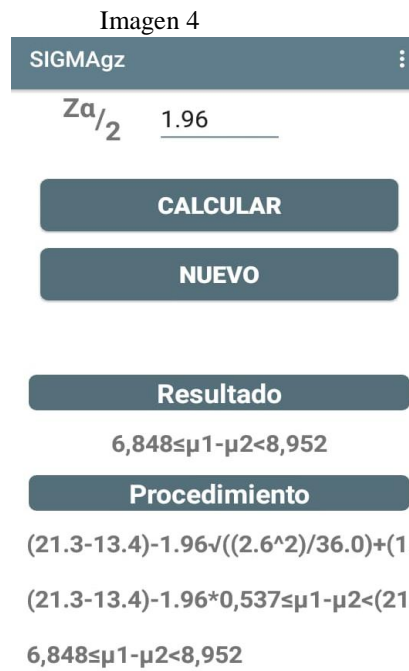 Imagen 4
SIGMAgz
Zα/2 1.96
CALCULAR
NUEVO
Resultado
6,848≤μ1-μ2<8,952
Procedimiento
(21.3-13.4)-1.96√((2.6^2)/36.0)+(1
(21.3-13.4)-1.96*0,537≤μ1-μ2<(21
6,848≤μ1-μ2<8,952